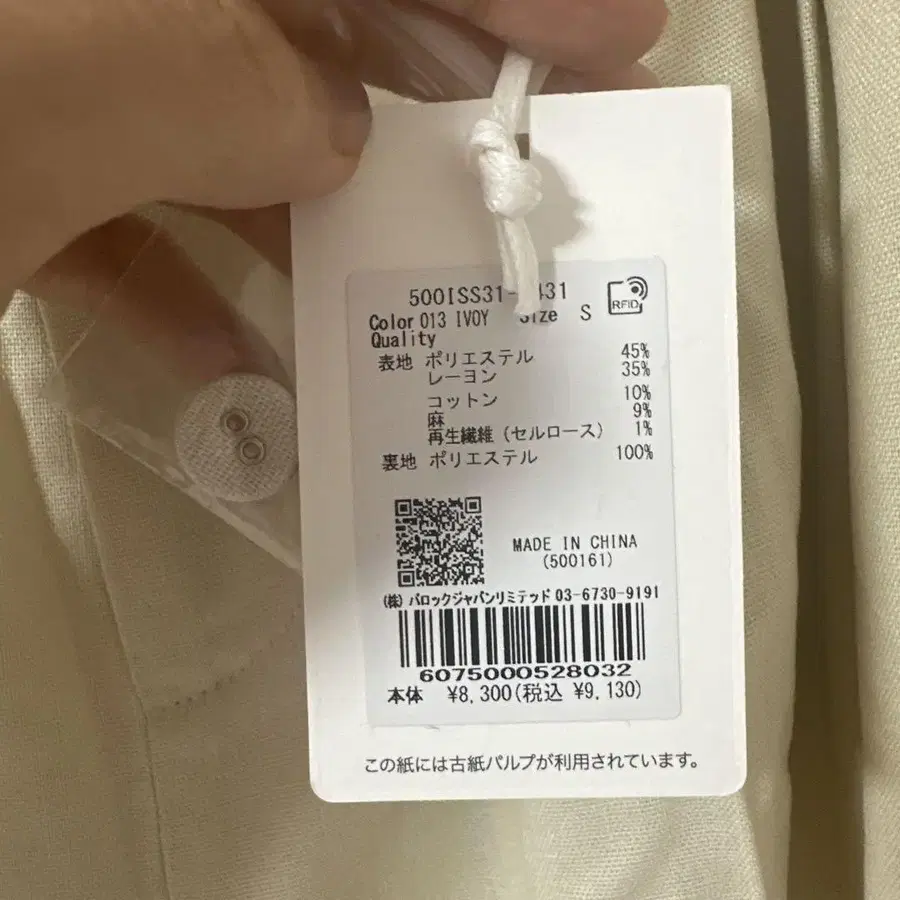 500ISS31- 431
RFID
Color 013 IVOY Size S
Quality
表地 ポリエステル 45%
レーヨン 35%
コットン 10%
麻 9%
再生繊維(セルロース) 1%
裏地 ポリエステル 100%
MADE IN CHINA
(500161)
(株) バロックジャパンリミテッド 03-6730-9191
6075000528032
本体 ¥8,300(税込 ¥9,130)
この紙には古紙パルプが利用されています。